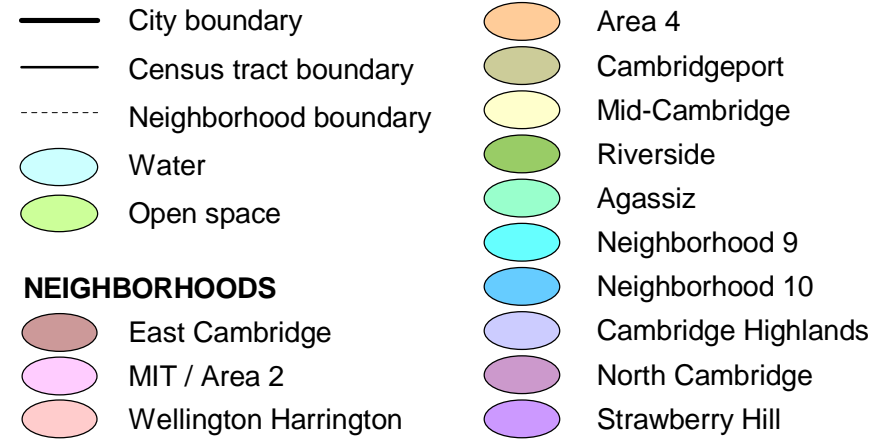 City boundary
Census tract boundary
Neighborhood boundary
Water
Open space
NEIGHBORHOODS
East Cambridge
MIT / Area 2
Wellington Harrington
Area 4
Cambridgeport
Mid-Cambridge
Riverside
Agassiz
Neighborhood 9
Neighborhood 10
Cambridge Highlands
North Cambridge
Strawberry Hill